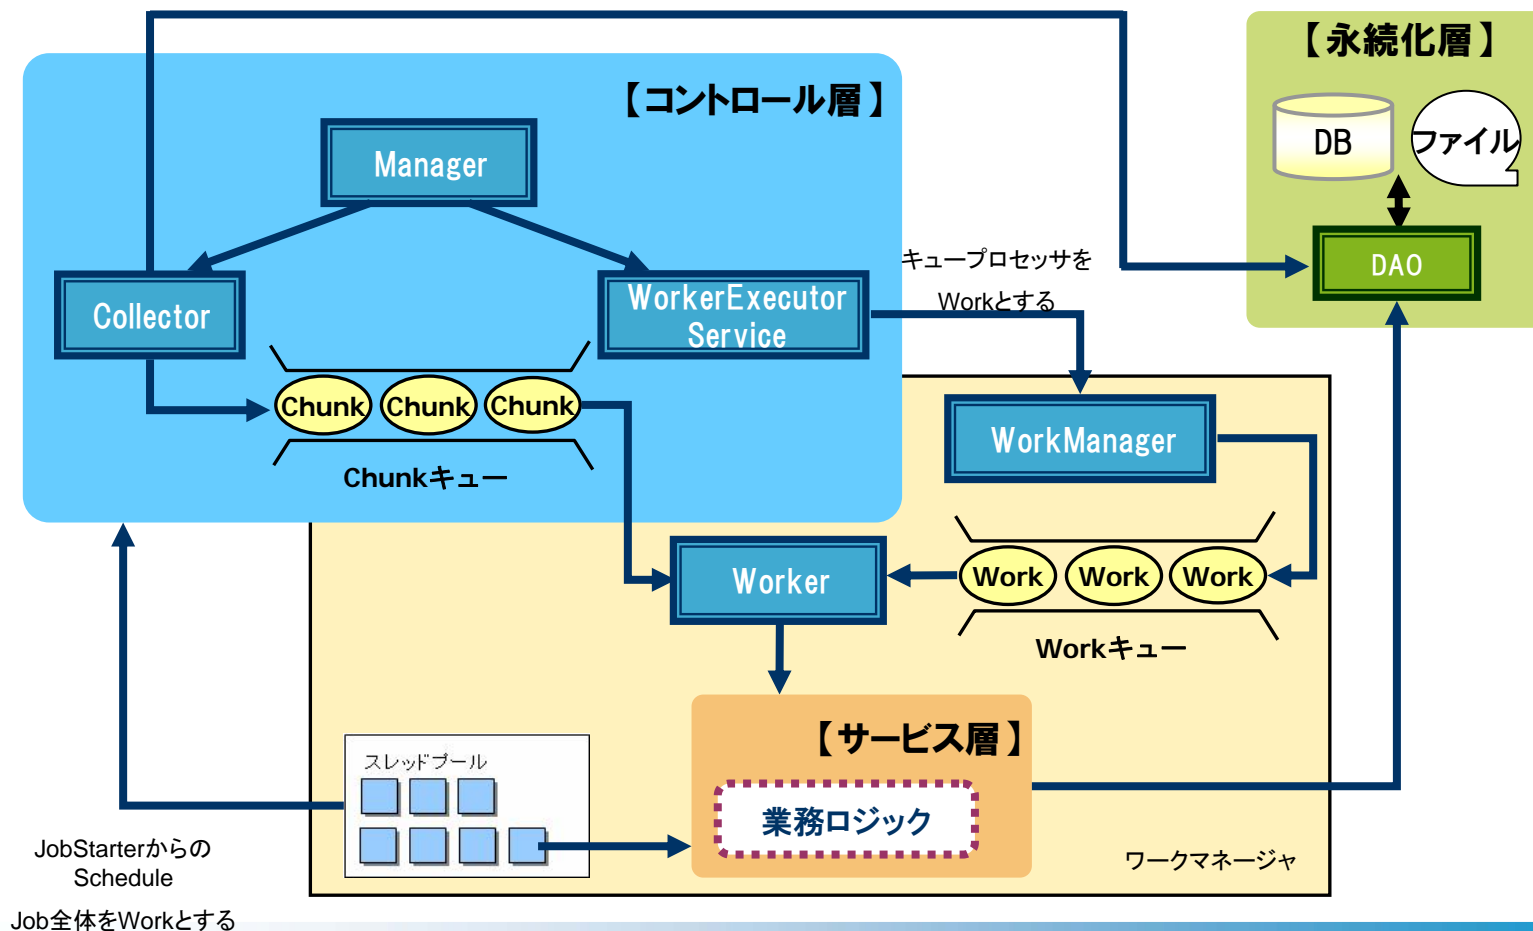 【永続化層】
【コントロール層】
DB
ファイル
Manager
DAO
キュープロセッサを
Workとする
Collector
WorkerExecutor
Service
Chunk
Chunk
Chunk
Chunkキュー
WorkManager
Worker
Work
Work
Work
Workキュー
【サービス層】
業務ロジック
スレッドプール
ワークマネージャ
JobStarterからの
Schedule
Job全体をWorkとする